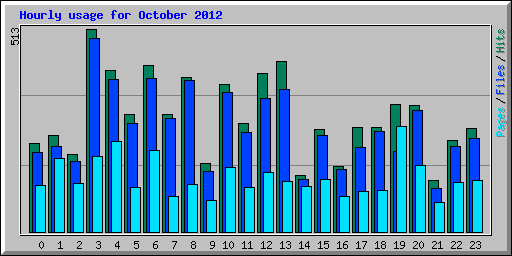 Hourly usage for October 2012
513
Pages/Files/Hits
0 1 2 3 4 5 6 7 8 9 10 11 12 13 14 15 16 17 18 19 20 21 22 23